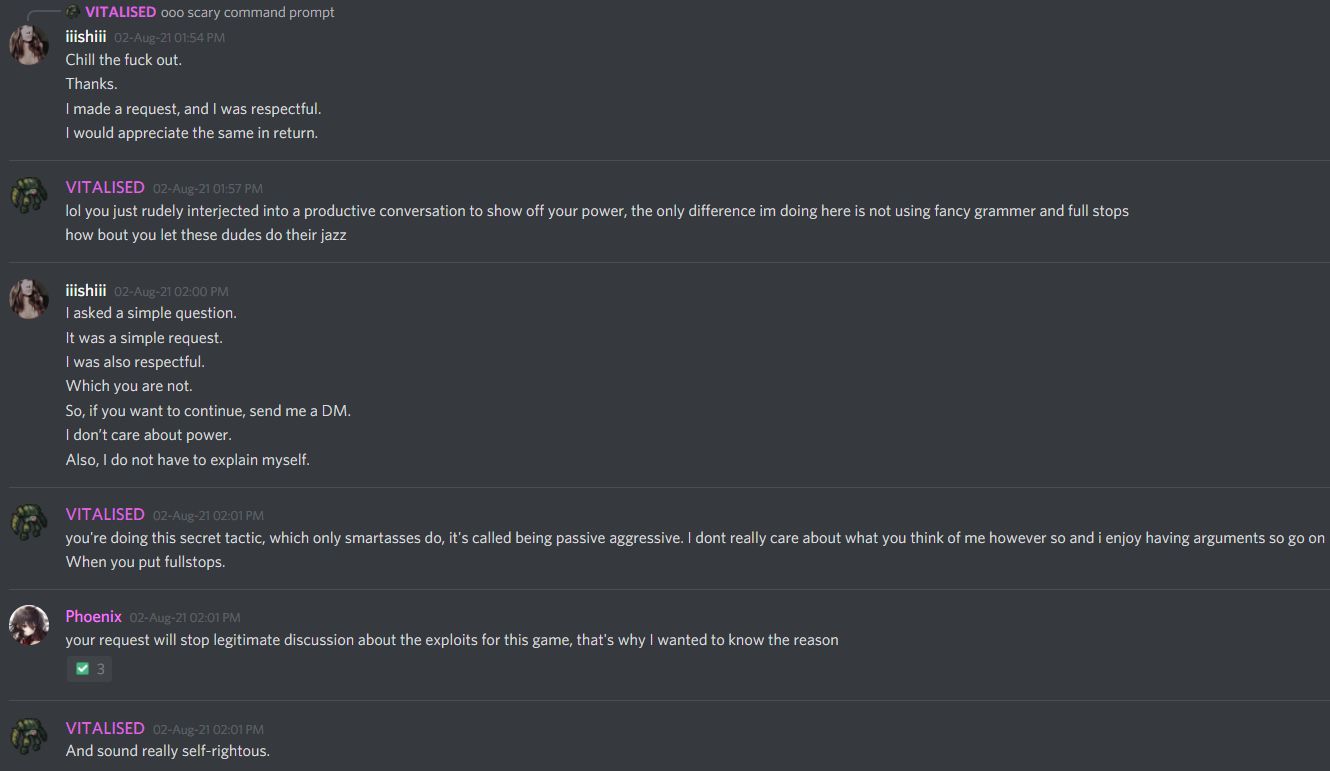 VITALISED ooo scary command prompt
iiishiii 02-Aug-21 01:54 PM
Chill the fuck out.
Thanks.
I made a request, and I was respectful.
I would appreciate the same in return.
VITALISED 02-Aug-21 01:57 PM
lol you just rudely interjected into a productive conversation to show off your power, the only difference im doing here is not using fancy grammer and full stops
how bout you let these dudes do their jazz
iiishiii 02-Aug-21 02:00 PM
I asked a simple question.
It was a simple request.
I was also respectful.
Which you are not.
So, if you want to continue, send me a DM.
I don’t care about power.
Also, I do not have to explain myself.
VITALISED 02-Aug-21 02:01 PM
you're doing this secret tactic, which only smartasses do, it's called being passive aggressive. I dont really care about what you think of me however so and i enjoy having arguments so go on
When you put fullstops.
Phoenix 02-Aug-21 02:01 PM
your request will stop legitimate discussion about the exploits for this game, that's why I wanted to know the reason
3
VITALISED 02-Aug-21 02:01 PM
And sound really self-rightous.